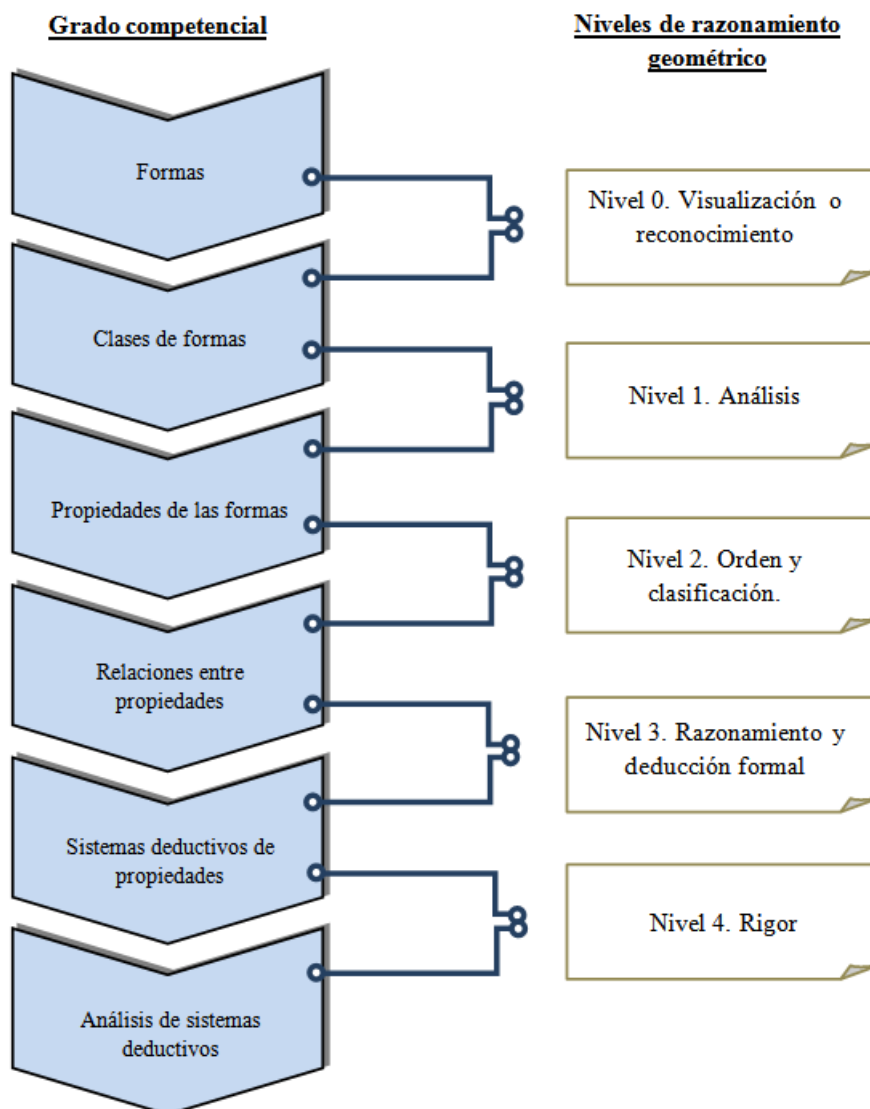 Grado competencial
Niveles de razonamiento
geométrico
Formas
Nivel 0. Visualización o
reconocimiento
Clases de formas
Nivel 1. Análisis
Propiedades de las formas
Nivel 2. Orden y
clasificación.
Relaciones entre
propiedades
Nivel 3. Razonamiento y
deducción formal
Sistemas deductivos de
propiedades
Nivel 4. Rigor
Análisis de sistemas
deductivos